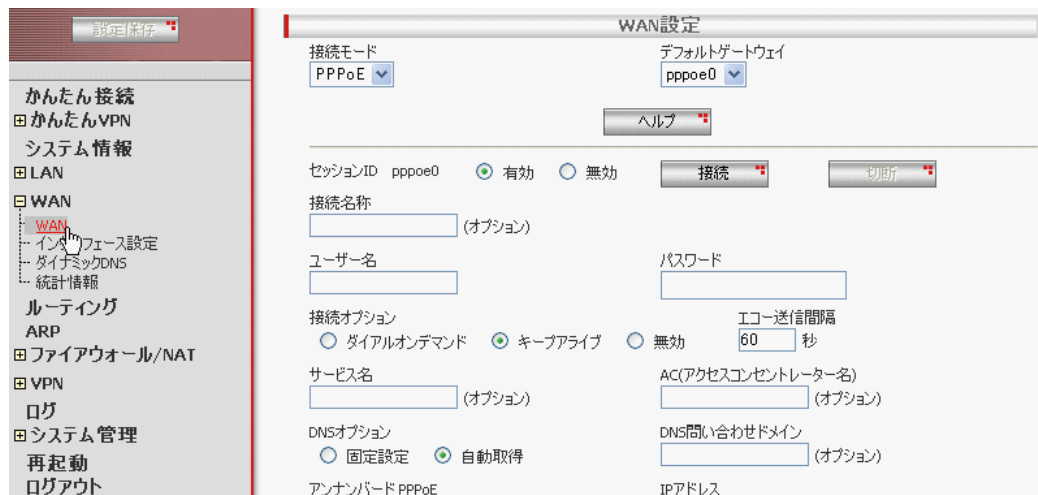 設定保存
かんたん接続
かんたんVPN
システム情報
LAN
WAN
WAN
インタフェース設定
ダイナミックDNS
統計情報
ルーティング
ARP
ファイアウォール/NAT
VPN
ログ
システム管理
再起動
ログアウト
WAN設定
接続モード デフォルトゲートウェイ
PPPoE pppoe0
ヘルプ
セッションID pppoe0 有効 無効 接続 切断
接続名称
(オプション)
ユーザー名 パスワード
接続オプション エコー送信間隔
ダイアルオンデマンド キープアライブ 無効 60 秒
サービス名 AC(アクセスコンセントレーター名)
(オプション) (オプション)
DNSオプション DNS問い合わせドメイン
固定設定 自動取得 (オプション)
アンナンバード PPPoE IPアドレス